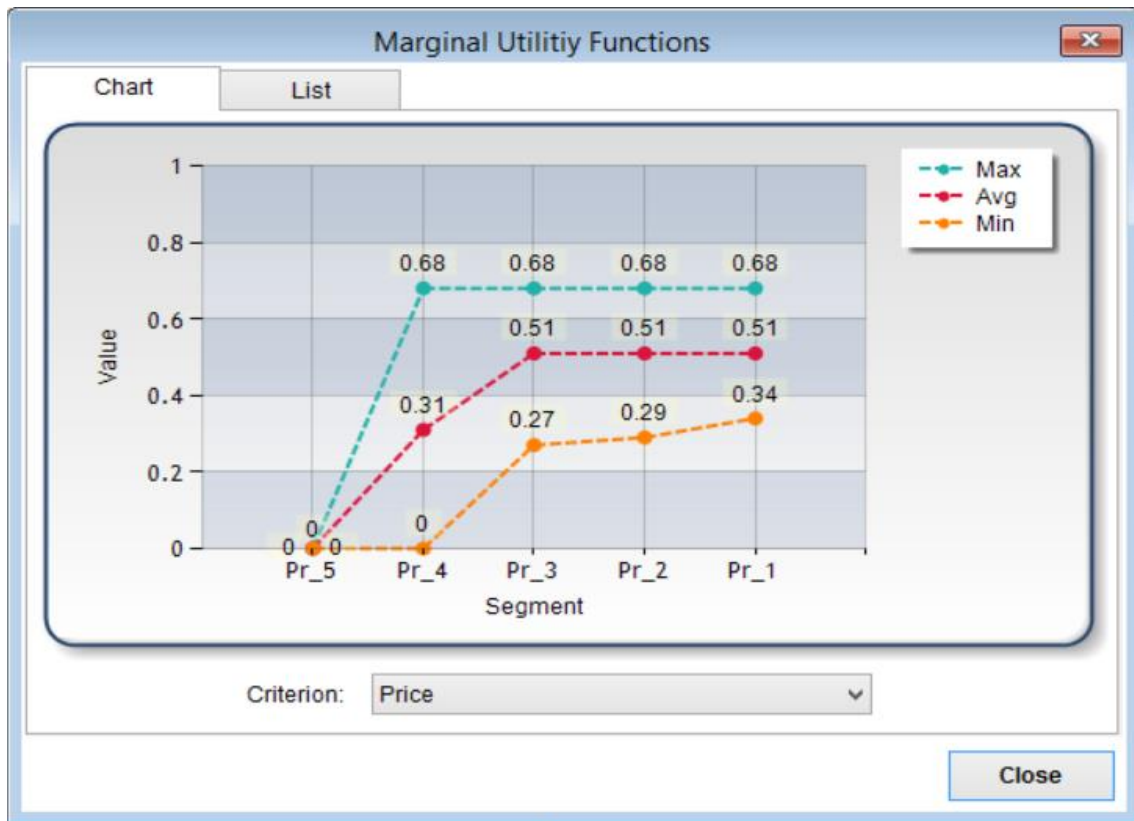 Marginal Utilitiy Functions
Chart List
Max
Avg
Min
1
0.8
0.6
0.4
0.2
0
Value
0.68 0.68 0.68 0.68
0.51 0.51 0.51
0.31 0.27 0.29 0.34
0
0 0 0
Pr_5 Pr_4 Pr_3 Pr_2 Pr_1
Segment
Criterion: Price
Close